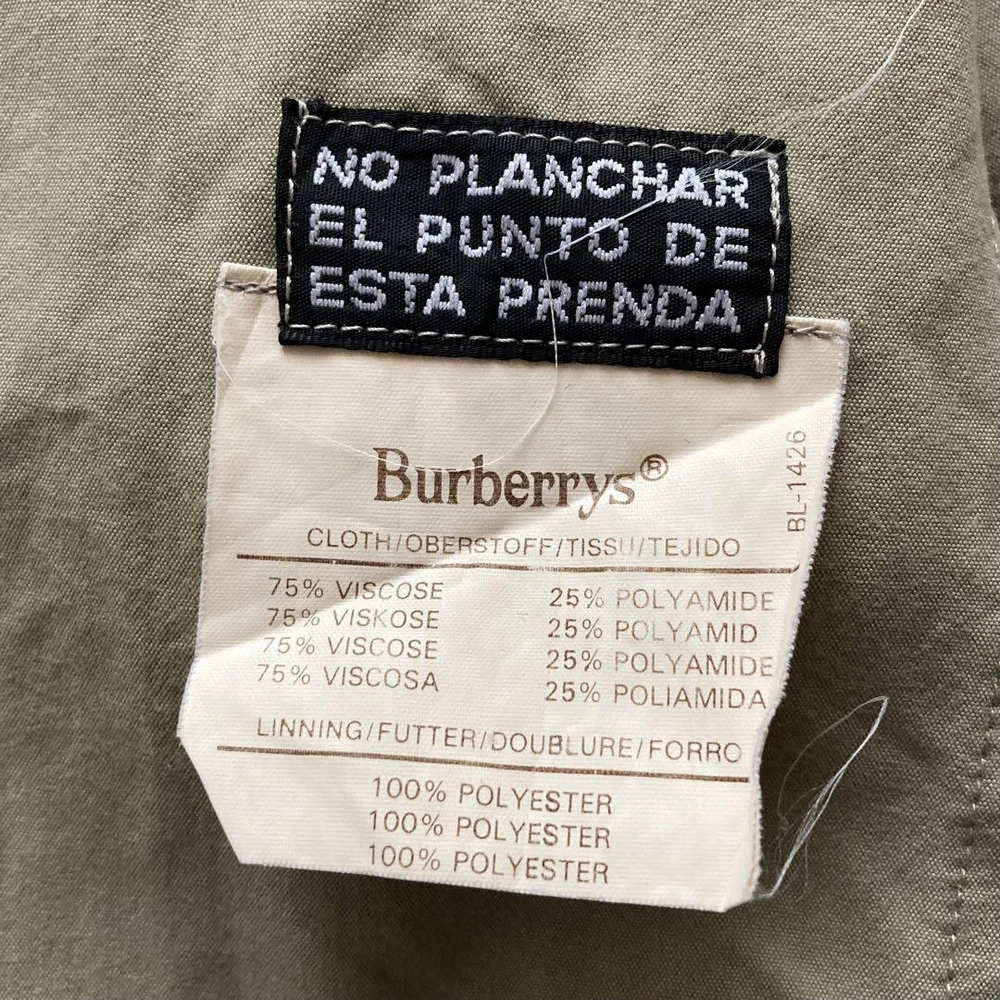 NO PLANCHAR
EL PUNTO DE
ESTA PRENDA
Burberrys®
BL-1426
CLOTH/OBERSTOFF/TISSU/TEJIDO
75% VISCOSE 25% POLYAMIDE
75% VISKOSE 25% POLYAMID
75% VISCOSE 25% POLYAMIDE
75% VISCOSA 25% POLIAMIDA
LINNING/FUTTER/DOUBLURE/FORRO
100% POLYESTER
100% POLYESTER
100% POLYESTER